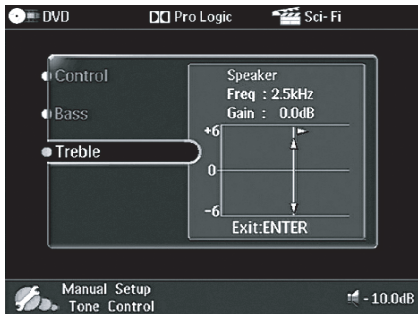 DVD
Pro Logic
Sci-Fi
Control
Bass
Treble
Speaker
Freq : 2.5kHz
Gain : 0.0dB
+6
0
-6
Exit:ENTER
Manual Setup
Tone Control
-10.0dB